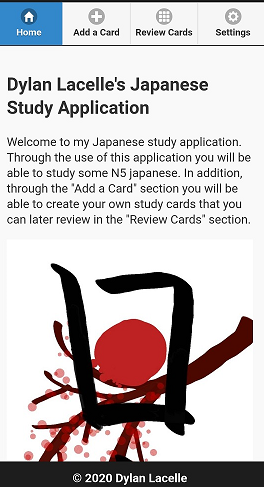 Home Add a Card Review Cards Settings
Dylan Lacelle's Japanese
Study Application
Welcome to my Japanese study application.
Through the use of this application you will be
able to study some N5 japanese. In addition,
through the "Add a Card" section you will be
able to create your own study cards that you
can later review in the "Review Cards" section.
© 2020 Dylan Lacelle